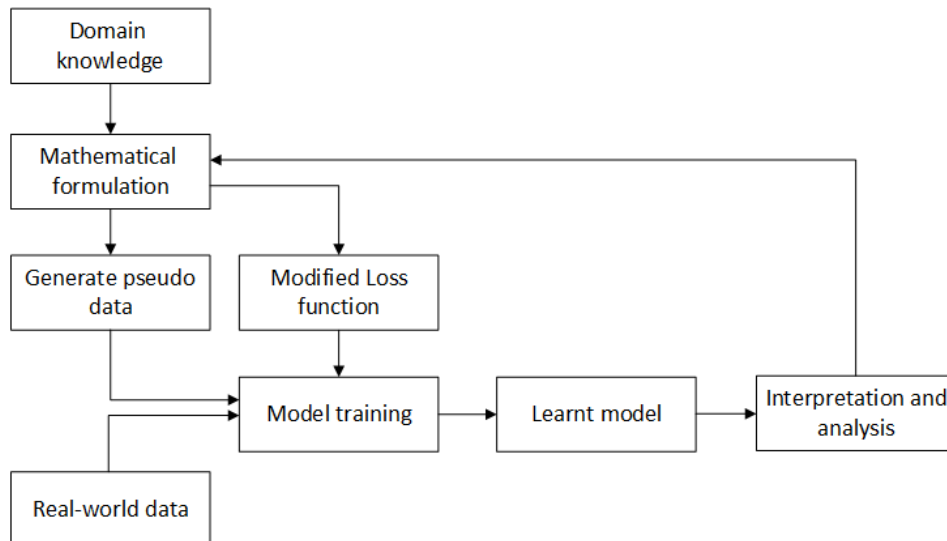 Domain
knowledge
Mathematical
formulation
Generate pseudo
data
Modified Loss
function
Model training
Learnt model
Interpretation and
analysis
Real-world data